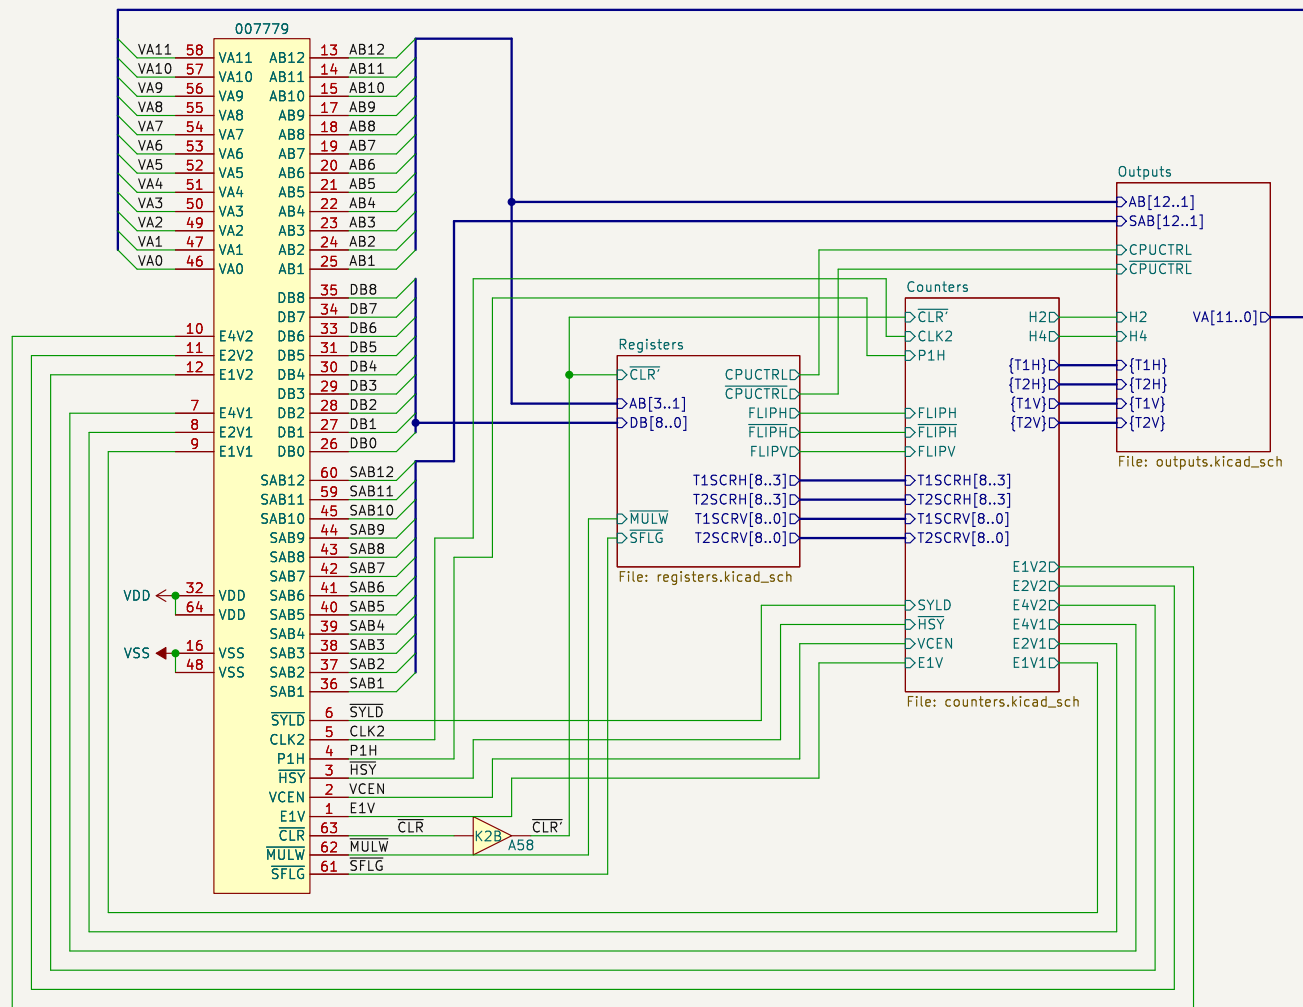 007779
VA11 58 VA11 AB12 13 AB12
VA10 57 VA10 AB11 14 AB11
VA9 56 VA9 AB10 15 AB10
VA8 55 VA8 AB9 17 AB9
VA7 54 VA7 AB8 18 AB8
VA6 53 VA6 AB7 19 AB7
VA5 52 VA5 AB6 20 AB6
VA4 51 VA4 AB5 21 AB5
VA3 50 VA3 AB4 22 AB4
VA2 49 VA2 AB3 23 AB3
VA1 47 VA1 AB2 24 AB2
VA0 46 VA0 AB1 25 AB1
DB8 35 DB8
DB7 34 DB7
10 E4V2 DB6 33 DB6
11 E2V2 DB5 31 DB5
12 E1V2 DB4 30 DB4
DB3 29 DB3
7 E4V1 DB2 28 DB2
8 E2V1 DB1 27 DB1
9 E1V1 DB0 26 DB0
SAB12 60 SAB12
SAB11 59 SAB11
SAB10 45 SAB10
SAB9 44 SAB9
SAB8 43 SAB8
SAB7 42 SAB7
VDD 32 VDD SAB6 41 SAB6
64 VDD SAB5 40 SAB5
SAB4 39 SAB4
VSS 16 VSS SAB3 38 SAB3
48 VSS SAB2 37 SAB2
SAB1 36 SAB1
SYLD 6 SYLD
CLK2 5 CLK2
P1H 4 P1H
HSY 3 HSY
VCEN 2 VCEN
E1V 1 E1V
CLR 63 CLR K2B CLR'
A58
MULW 62 MULW
SFLG 61 SFLG
Registers
CLR' CPUCTRL
CPUCTRL
AB[3..1] FLIPH
DB[8..0] FLIPH
FLIPV
T1SCRH[8..3]
T2SCRH[8..3]
MULW T1SCRV[8..0]
SFLG T2SCRV[8..0]
File: registers.kicad_sch
Counters
CLR' H2
CLK2 H4
P1H {T1H}
{T2H}
{T1V}
FLIPH {T2V}
FLIPH
FLIPV
T1SCRH[8..3]
T2SCRH[8..3]
T1SCRV[8..0]
T2SCRV[8..0]
E1V2
E2V2
SYLD E4V2
HSY E4V1
VCEN E2V1
E1V E1V1
File: counters.kicad_sch
Outputs
AB[12..1]
SAB[12..1]
CPUCTRL
CPUCTRL
H2 VA[11..0]
H4
{T1H}
{T2H}
{T1V}
{T2V}
File: outputs.kicad_sch